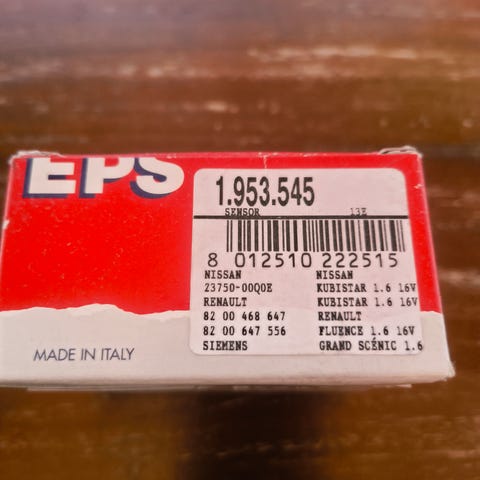 EPS
1.953.545
SENSOR 13E
8 012510 222515
NISSAN NISSAN
23750-00Q0E KUBISTAR 1.6 16V
RENAULT KUBISTAR 1.6 16V
82 00 468 647 RENAULT
82 00 647 556 FLUENCE 1.6 16V
SIEMENS GRAND SCÉNIC 1.6
MADE IN ITALY